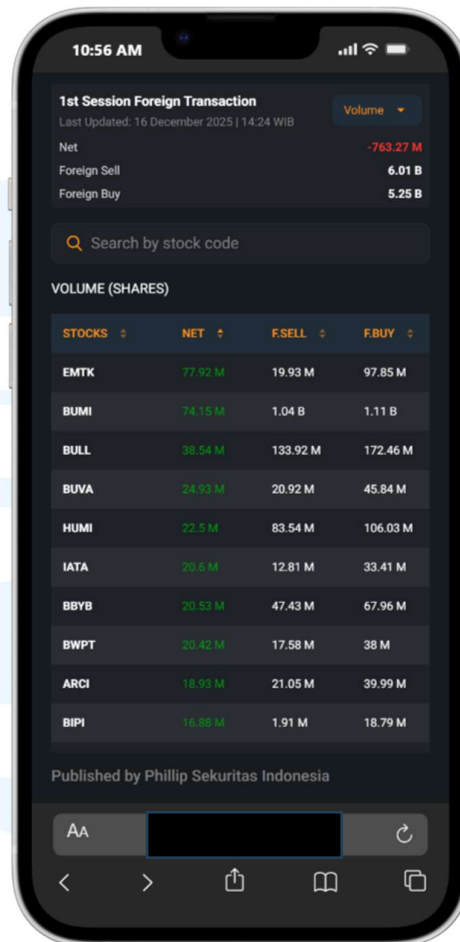 10:56 AM
1st Session Foreign Transaction
Volume
Last Updated: 16 December 2025 | 14:24 WIB
Net -763.27 M
Foreign Sell 6.01 B
Foreign Buy 5.25 B
Search by stock code
VOLUME (SHARES)
STOCKS NET F.SELL F.BUY
EMTK 77.92 M 19.93 M 97.85 M
BUMI 74.15 M 1.04 B 1.11 B
BULL 38.54 M 133.92 M 172.46 M
BUVA 24.93 M 20.92 M 45.84 M
HUMI 22.5 M 83.54 M 106.03 M
IATA 20.6 M 12.81 M 33.41 M
BBYB 20.53 M 47.43 M 67.96 M
BWPT 20.42 M 17.58 M 38 M
ARCI 18.93 M 21.05 M 39.99 M
BIPI 16.88 M 1.91 M 18.79 M
Published by Phillip Sekuritas Indonesia
AA